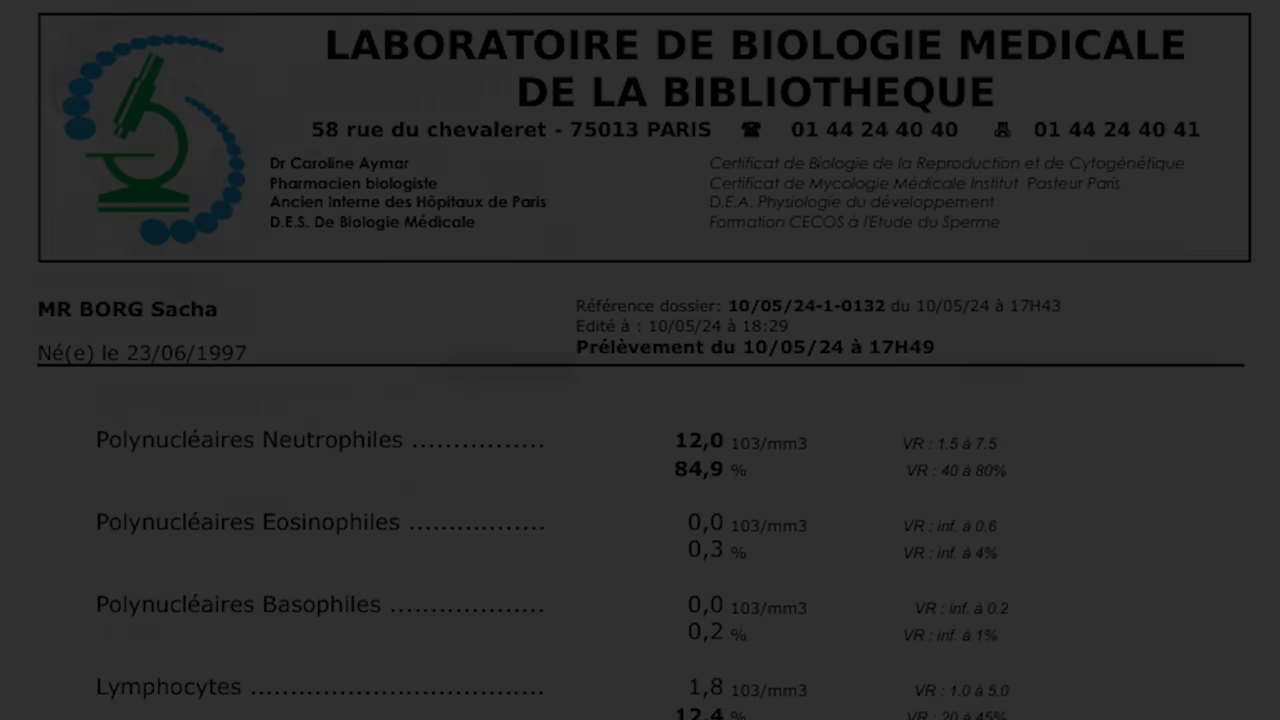 LABORATOIRE DE BIOLOGIE MEDICALE
DE LA BIBLIOTHEQUE
58 rue du chevaleret - 75013 PARIS ☎ 01 44 24 40 40 01 44 24 40 41
Dr Caroline Aymar
Pharmacien biologiste
Ancien Interne des Hôpitaux de Paris
D.E.S. De Biologie Médicale
Certificat de Biologie de la Reproduction et de Cytogénétique
Certificat de Mycologie Médicale Institut Pasteur Paris
D.E.A. Physiologie du développement
Formation CECOS à l'Etude du Sperme
MR BORG Sacha
Né(e) le 23/06/1997
Référence dossier: 10/05/24-1-0132 du 10/05/24 à 17H43
Edité à : 10/05/24 à 18:29
Prélèvement du 10/05/24 à 17H49
Polynucléaires Neutrophiles ................ 12,0 103/mm3 VR : 1.5 à 7.5
84,9 % VR : 40 à 80%
Polynucléaires Eosinophiles ................. 0,0 103/mm3 VR : inf. à 0.6
0,3 % VR : inf. à 4%
Polynucléaires Basophiles ................... 0,0 103/mm3 VR : inf. à 0.2
0,2 % VR : inf. à 1%
Lymphocytes .................................... 1,8 103/mm3 VR : 1.0 à 5.0
12,4 % VR : 20 à 45%